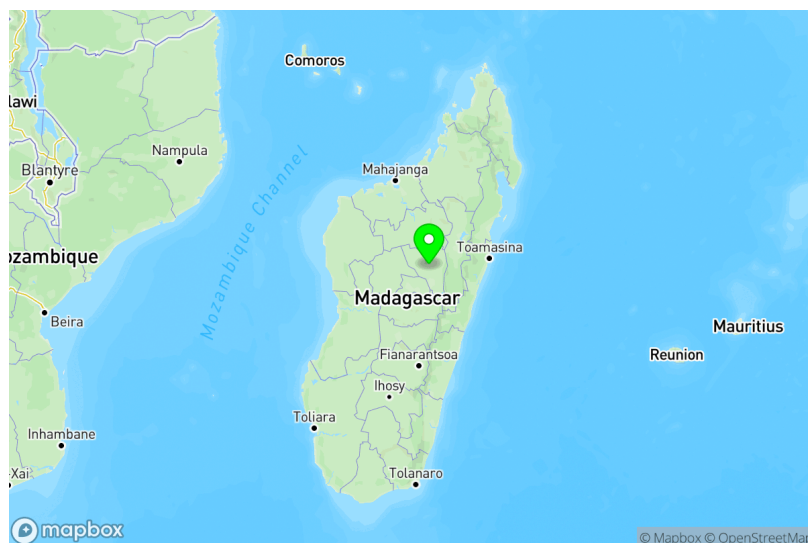 Comoros
lawi
Nampula
Blantyre
Mahajanga
Mozambique Channel
Toamasina
ozambique
Madagascar
Beira
Mauritius
Reunion
Fianarantsoa
Ihosy
Toliara
Inhambane
-Xai
Tolanaro
mapbox
© Mapbox © OpenStreetMap